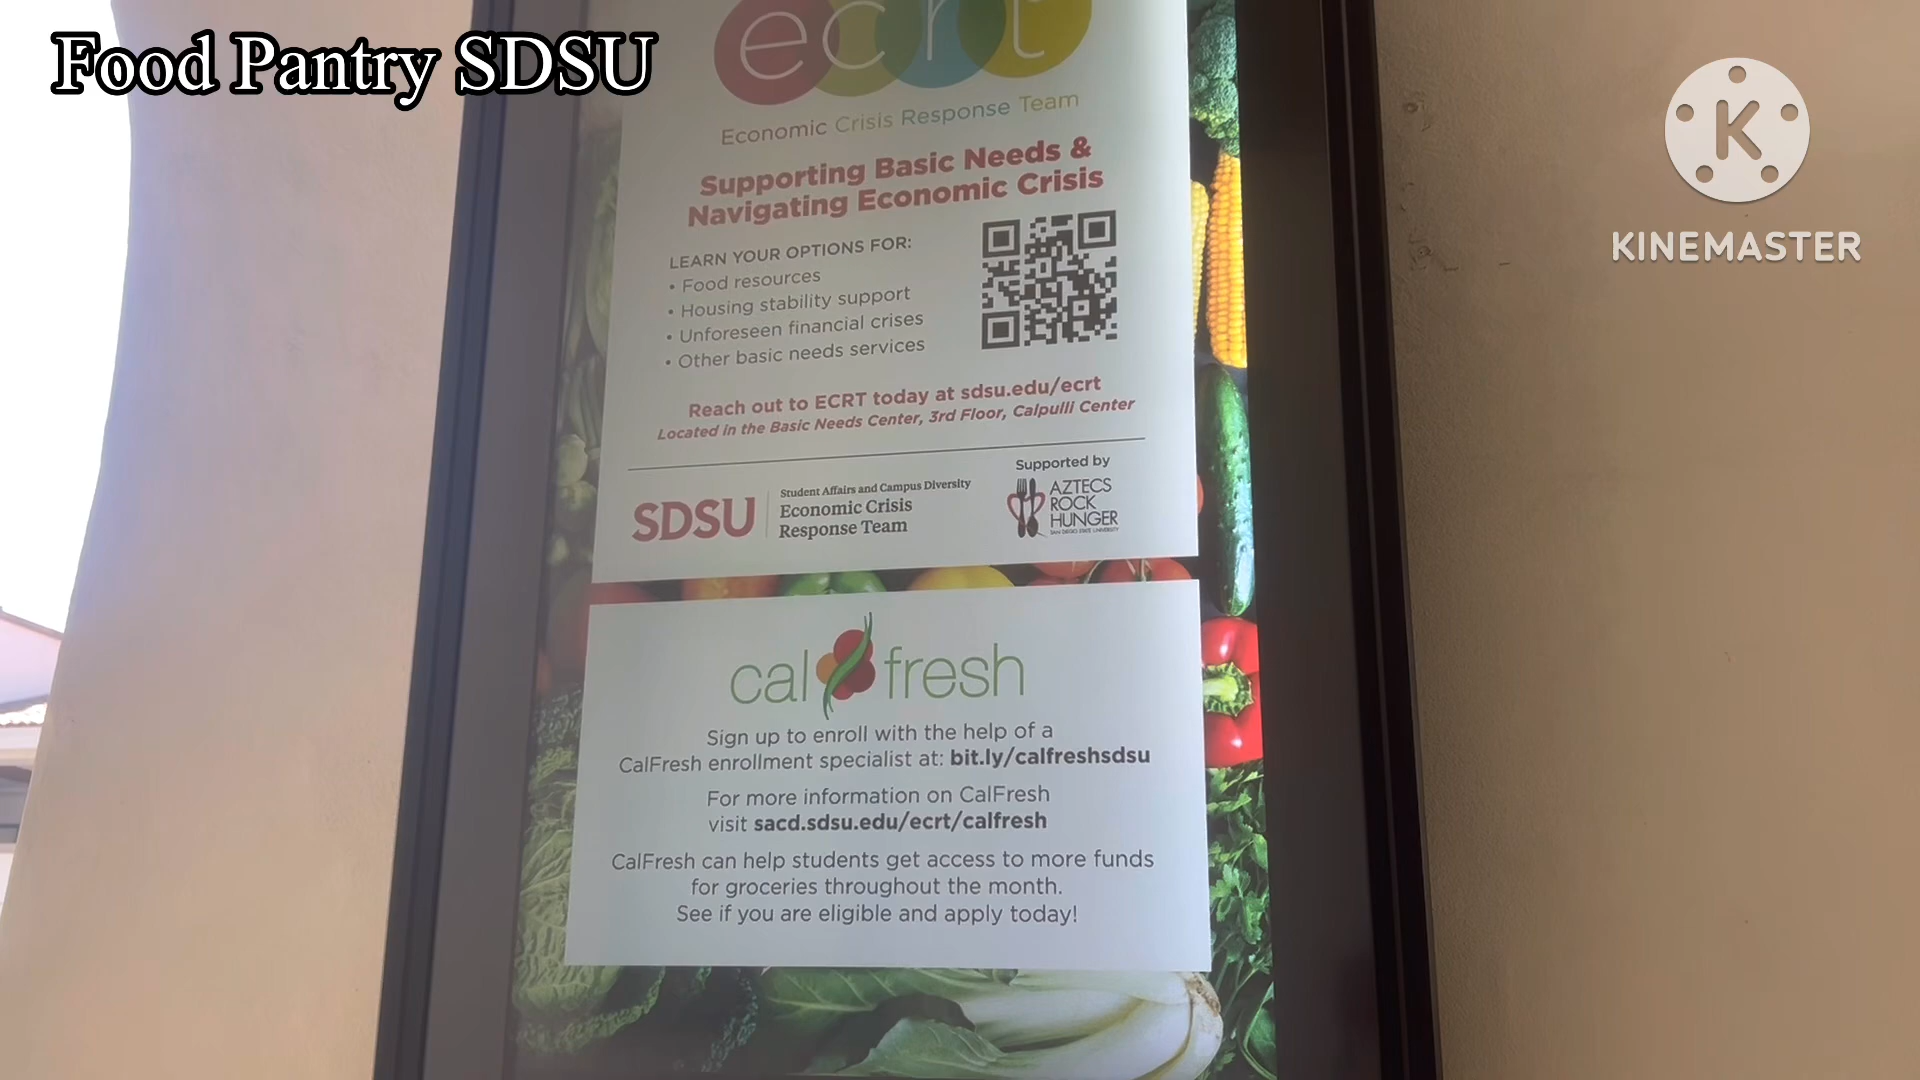 Food Pantry SDSU
ecrt
Economic Crisis Response Team
Supporting Basic Needs &
Navigating Economic Crisis
LEARN YOUR OPTIONS FOR:
• Food resources
• Housing stability support
• Unforeseen financial crises
• Other basic needs services
Reach out to ECRT today at sdsu.edu/ecrt
Located in the Basic Needs Center, 3rd Floor, Calpulli Center
SDSU
Student Affairs and Campus Diversity
Economic Crisis
Response Team
Supported by
AZTECS
ROCK
HUNGER
SAN DIEGO STATE UNIVERSITY
cal fresh
Sign up to enroll with the help of a
CalFresh enrollment specialist at: bit.ly/calfreshsdsu
For more information on CalFresh
visit sacd.sdsu.edu/ecrt/calfresh
CalFresh can help students get access to more funds
for groceries throughout the month.
See if you are eligible and apply today!
K
KINEMASTER